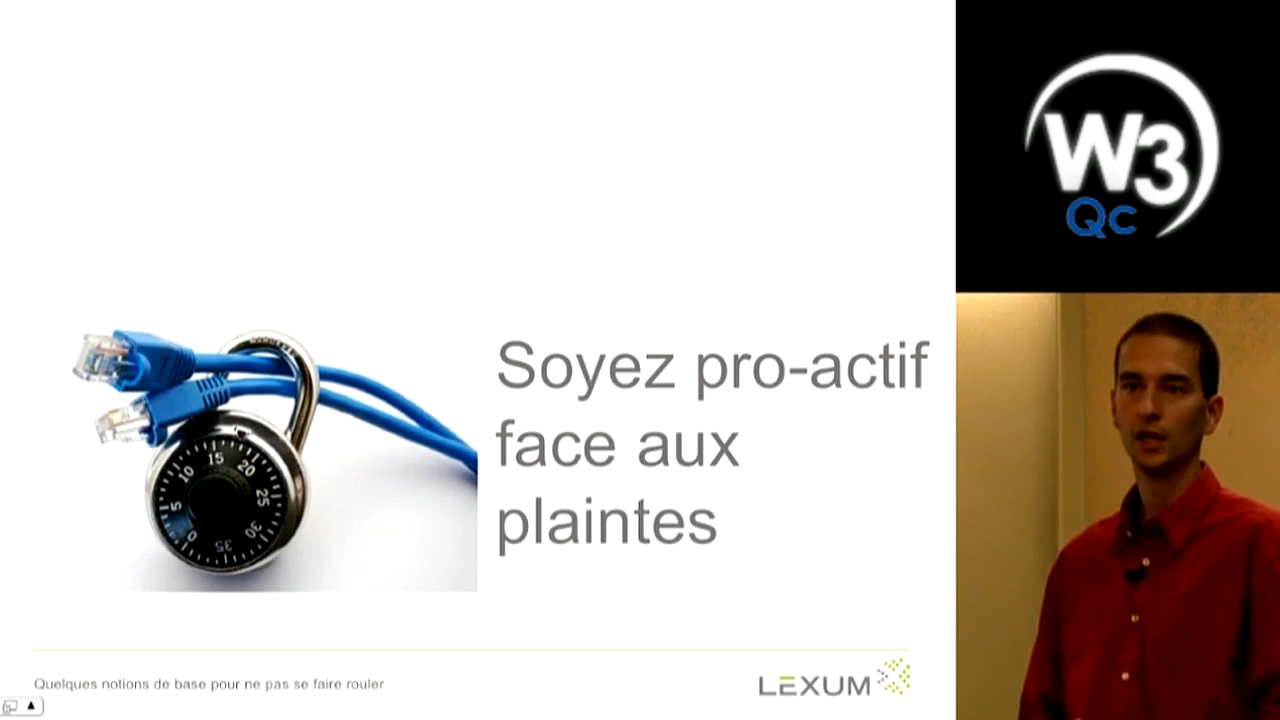 W3
Qc
Soyez pro-actif
face aux
plaintes
0 5 10 15 20 25 30 35
Quelques notions de base pour ne pas se faire rouler
LEXUM